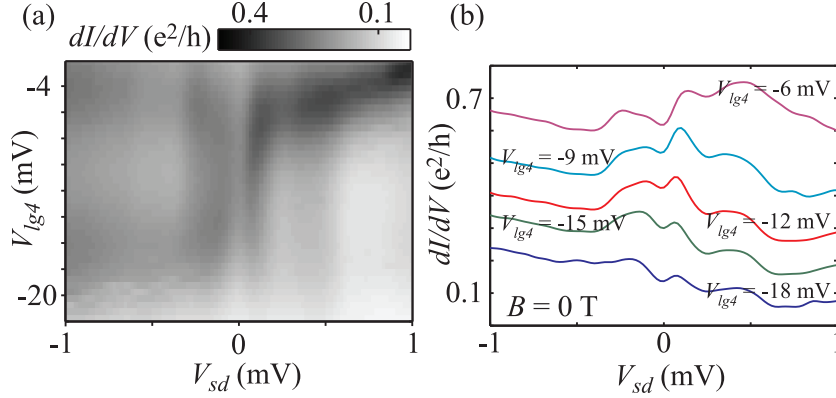 (a)
0.4 0.1
dI/dV (e²/h)
-4
-20
V_lg4 (mV)
-1 0 1
V_sd (mV)
(b)
0.7
0.1
dI/dV (e²/h)
V_lg4 = -6 mV
V_lg4 = -9 mV
V_lg4 = -15 mV
V_lg4 = -12 mV
V_lg4 = -18 mV
B = 0 T
-1 0 1
V_sd (mV)